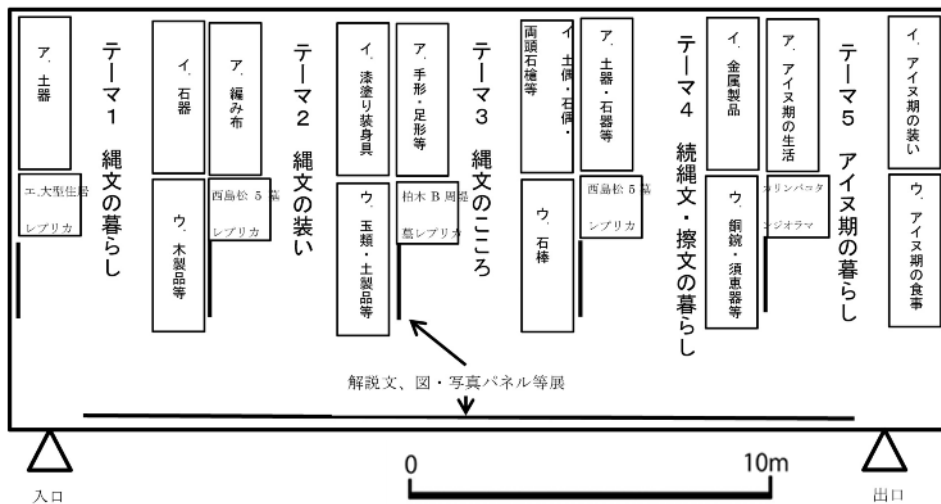 ア．土器
エ.大型住居
レプリカ
テーマ1　縄文の暮らし
イ．石器
ウ．木製品等
ア．編み布
西島松 5 墓
レプリカ
テーマ2　縄文の装い
イ．漆塗り装身具
ウ．玉類・土製品等
ア．手形・足形等
柏木 B 周堤
墓レプリカ
テーマ3　縄文のこころ
イ　土偶・石偶・
両頭石槍等
ウ．石棒
ア．土器・石器等
西島松 5 墓
レプリカ
テーマ4　続縄文・擦文の暮らし
イ．金属製品
ウ．銅鋺・須恵器等
ア．アイヌ期の生活
カリンバコタ
ンジオラマ
テーマ5　アイヌ期の暮らし
イ．アイヌ期の装い
ウ．アイヌ期の食事
解説文、図・写真パネル等展
入口
0
10m
出口